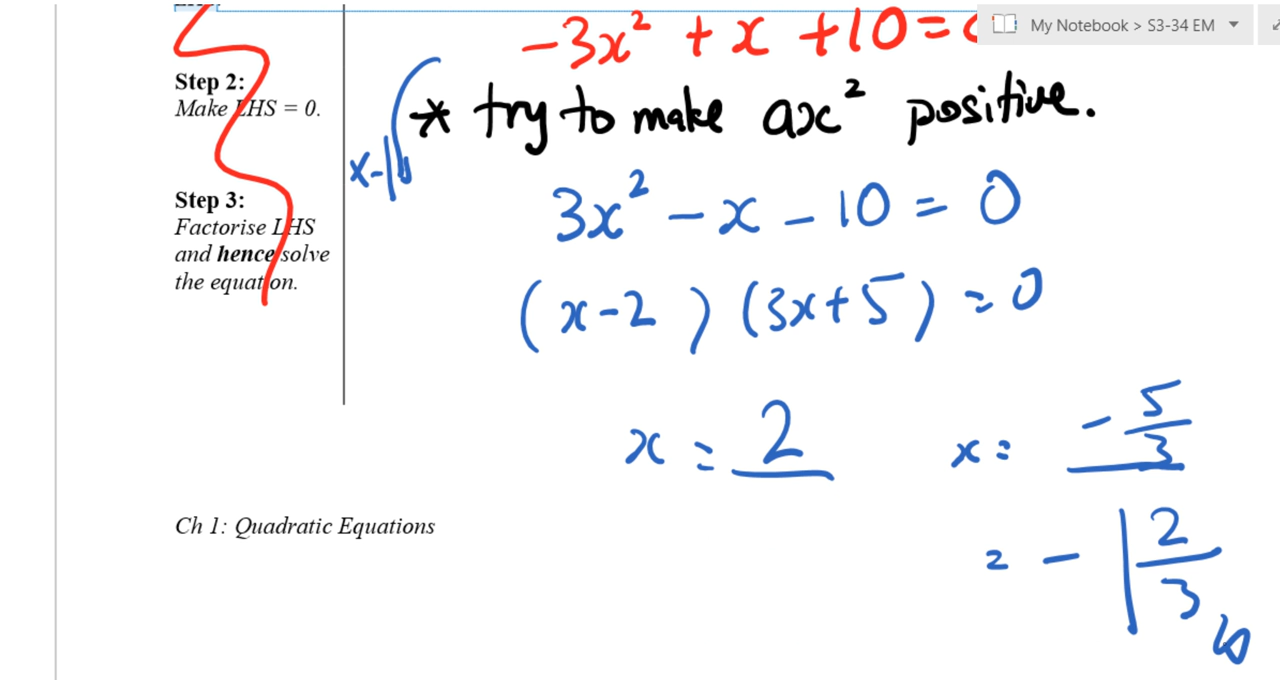 -3x² + x + 10 =
My Notebook > S3-34 EM
Step 2:
Make LHS = 0.
* try to make ax² positive.
x-1
Step 3:
Factorise LHS
and hence solve
the equation.
3x² - x - 10 = 0
(x-2) (3x+5) = 0
x = 2
x = -5/3
= -1 2/3
Ch 1: Quadratic Equations